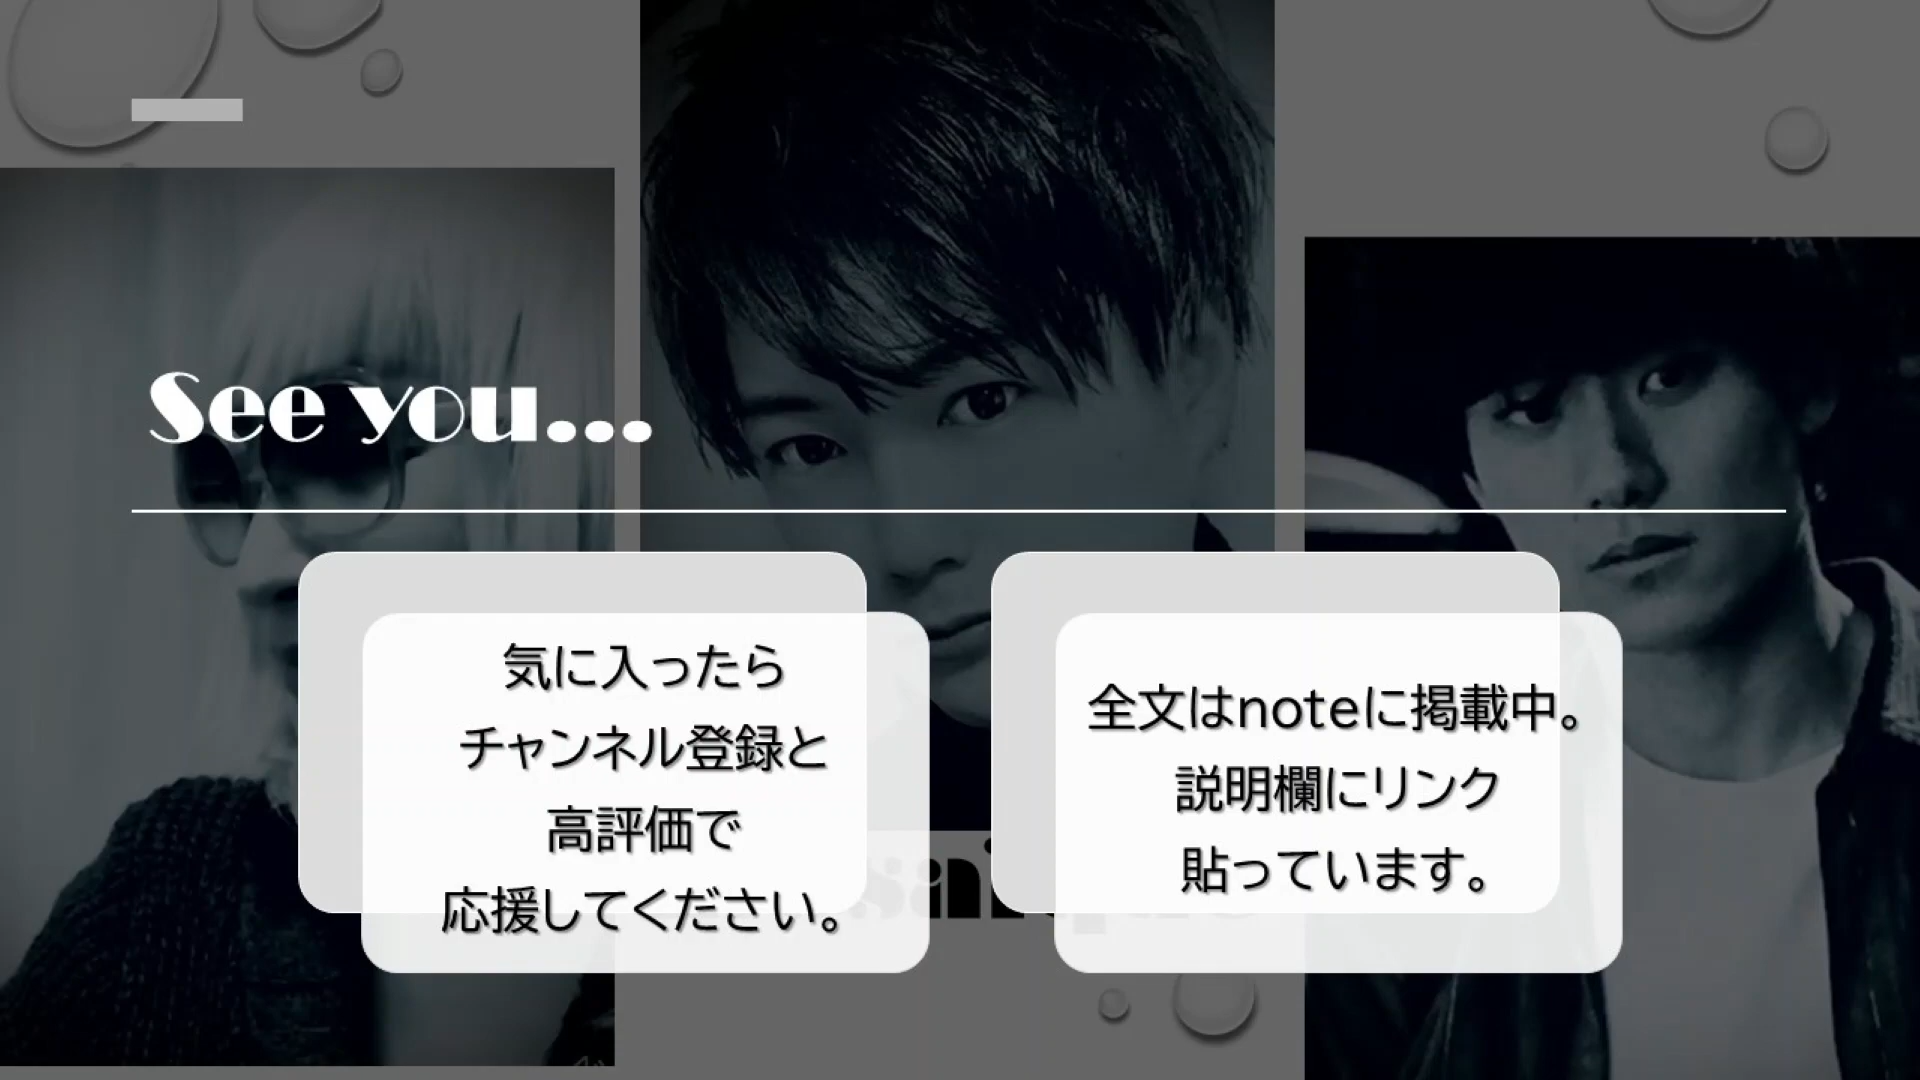 See you...
気に入ったら
チャンネル登録と
高評価で
応援してください。
全文はnoteに掲載中。
説明欄にリンク
貼っています。